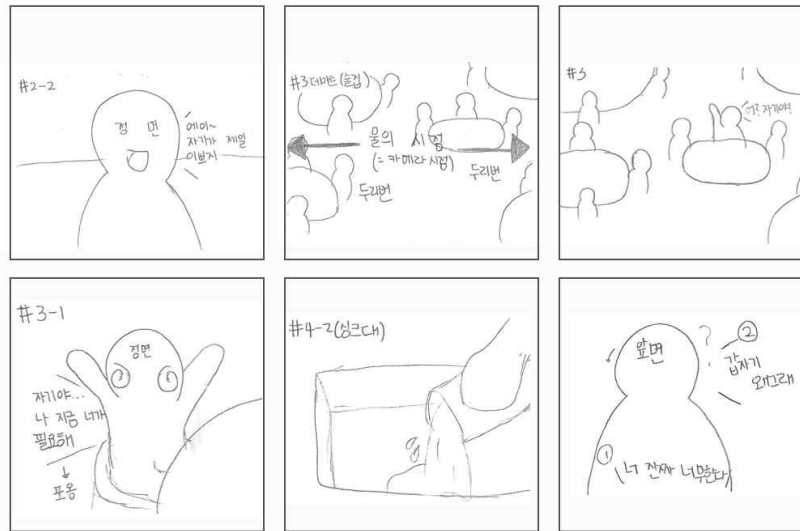 #2-2
정 면
에이~
자기가 제일
이쁘지
#3 데이트(술집)
물의 시점
(= 카메라 시점)
두리번
두리번
#3
어? 자기야!
#3-1
정면
자기야...
나 지금 너가
필요해
↓
포옹
#4-2(싱크대)
앞면
?
②
갑자기
왜그래
①
너 진짜 너무한다